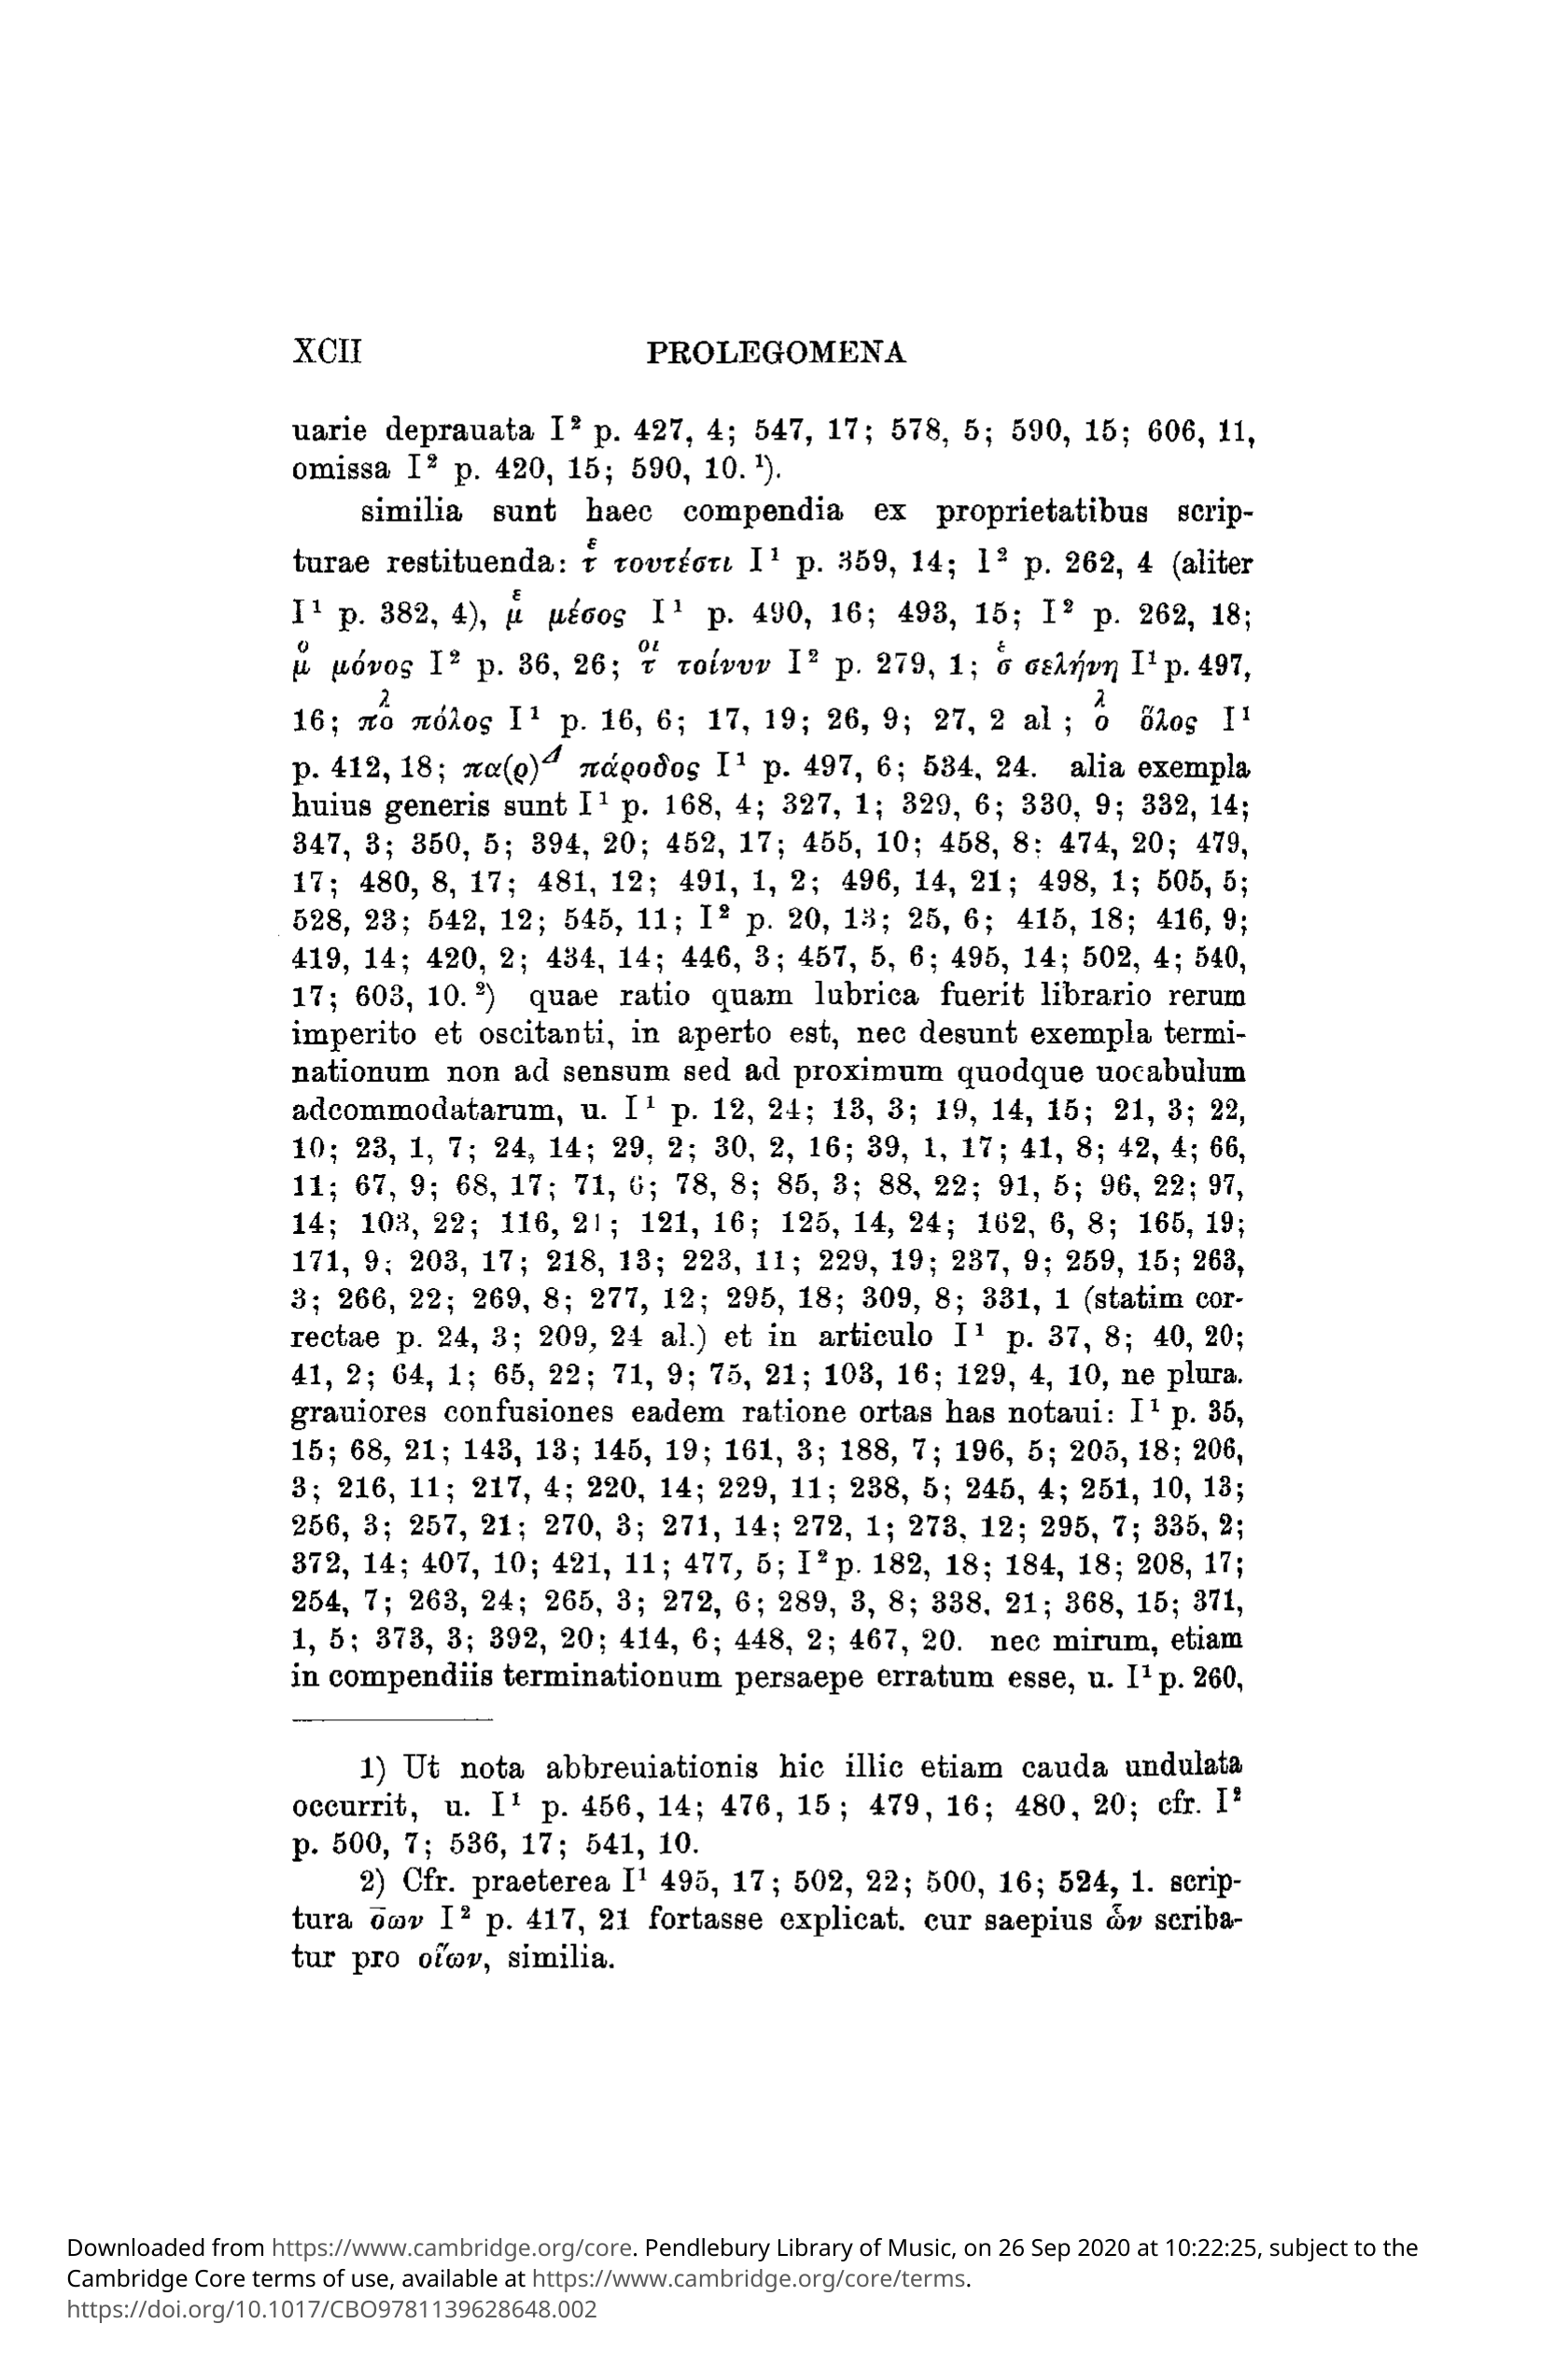 XCII PROLEGOMENA
uarie deprauata I² p. 427, 4; 547, 17; 578, 5; 590, 15; 606, 11,
omissa I² p. 420, 15; 590, 10. ¹).
similia sunt haec compendia ex proprietatibus scrip-
turae restituenda: τ̔ͤ τουτέστι I¹ p. 359, 14; I² p. 262, 4 (aliter
I¹ p. 382, 4), μ̔ͤ μέσος I¹ p. 490, 16; 493, 15; I² p. 262, 18;
μͦ μόνος I² p. 36, 26; τοι τοίνυν I² p. 279, 1; σἑ σελήνη I¹ p. 497,
16; πολ πόλος I¹ p. 16, 6; 17, 19; 26, 9; 27, 2 al; ολ ὅλος I¹
p. 412, 18; πα(ρ)Δ πάροδος I¹ p. 497, 6; 534, 24. alia exempla
huius generis sunt I¹ p. 168, 4; 327, 1; 329, 6; 330, 9; 332, 14;
347, 3; 350, 5; 394, 20; 452, 17; 455, 10; 458, 8; 474, 20; 479,
17; 480, 8, 17; 481, 12; 491, 1, 2; 496, 14, 21; 498, 1; 505, 5;
528, 23; 542, 12; 545, 11; I² p. 20, 13; 25, 6; 415, 18; 416, 9;
419, 14; 420, 2; 434, 14; 446, 3; 457, 5, 6; 495, 14; 502, 4; 540,
17; 603, 10. ²) quae ratio quam lubrica fuerit librario rerum
imperito et oscitanti, in aperto est, nec desunt exempla termi-
nationum non ad sensum sed ad proximum quodque uocabulum
adcommodatarum, u. I¹ p. 12, 24; 13, 3; 19, 14, 15; 21, 3; 22,
10; 23, 1, 7; 24, 14; 29, 2; 30, 2, 16; 39, 1, 17; 41, 8; 42, 4; 66,
11; 67, 9; 68, 17; 71, 6; 78, 8; 85, 3; 88, 22; 91, 5; 96, 22; 97,
14; 103, 22; 116, 21; 121, 16; 125, 14, 24; 162, 6, 8; 165, 19;
171, 9; 203, 17; 218, 13; 223, 11; 229, 19; 237, 9; 259, 15; 263,
3; 266, 22; 269, 8; 277, 12; 295, 18; 309, 8; 331, 1 (statim cor-
rectae p. 24, 3; 209, 24 al.) et in articulo I¹ p. 37, 8; 40, 20;
41, 2; 64, 1; 65, 22; 71, 9; 75, 21; 103, 16; 129, 4, 10, ne plura.
grauiores confusiones eadem ratione ortas has notaui: I¹ p. 35,
15; 68, 21; 143, 13; 145, 19; 161, 3; 188, 7; 196, 5; 205, 18; 206,
3; 216, 11; 217, 4; 220, 14; 229, 11; 238, 5; 245, 4; 251, 10, 13;
256, 3; 257, 21; 270, 3; 271, 14; 272, 1; 273, 12; 295, 7; 335, 2;
372, 14; 407, 10; 421, 11; 477, 5; I² p. 182, 18; 184, 18; 208, 17;
254, 7; 263, 24; 265, 3; 272, 6; 289, 3, 8; 338, 21; 368, 15; 371,
1, 5; 373, 3; 392, 20; 414, 6; 448, 2; 467, 20. nec mirum, etiam
in compendiis terminationum persaepe erratum esse, u. I¹ p. 260,
1) Ut nota abbreuiationis hic illic etiam cauda undulata
occurrit, u. I¹ p. 456, 14; 476, 15; 479, 16; 480, 20; cfr. I²
p. 500, 7; 536, 17; 541, 10.
2) Cfr. praeterea I¹ 495, 17; 502, 22; 500, 16; 524, 1. scrip-
tura ο̄ων I² p. 417, 21 fortasse explicat. cur saepius ὧν scriba-
tur pro οἵων, similia.
Downloaded from https://www.cambridge.org/core. Pendlebury Library of Music, on 26 Sep 2020 at 10:22:25, subject to the
Cambridge Core terms of use, available at https://www.cambridge.org/core/terms.
https://doi.org/10.1017/CBO9781139628648.002